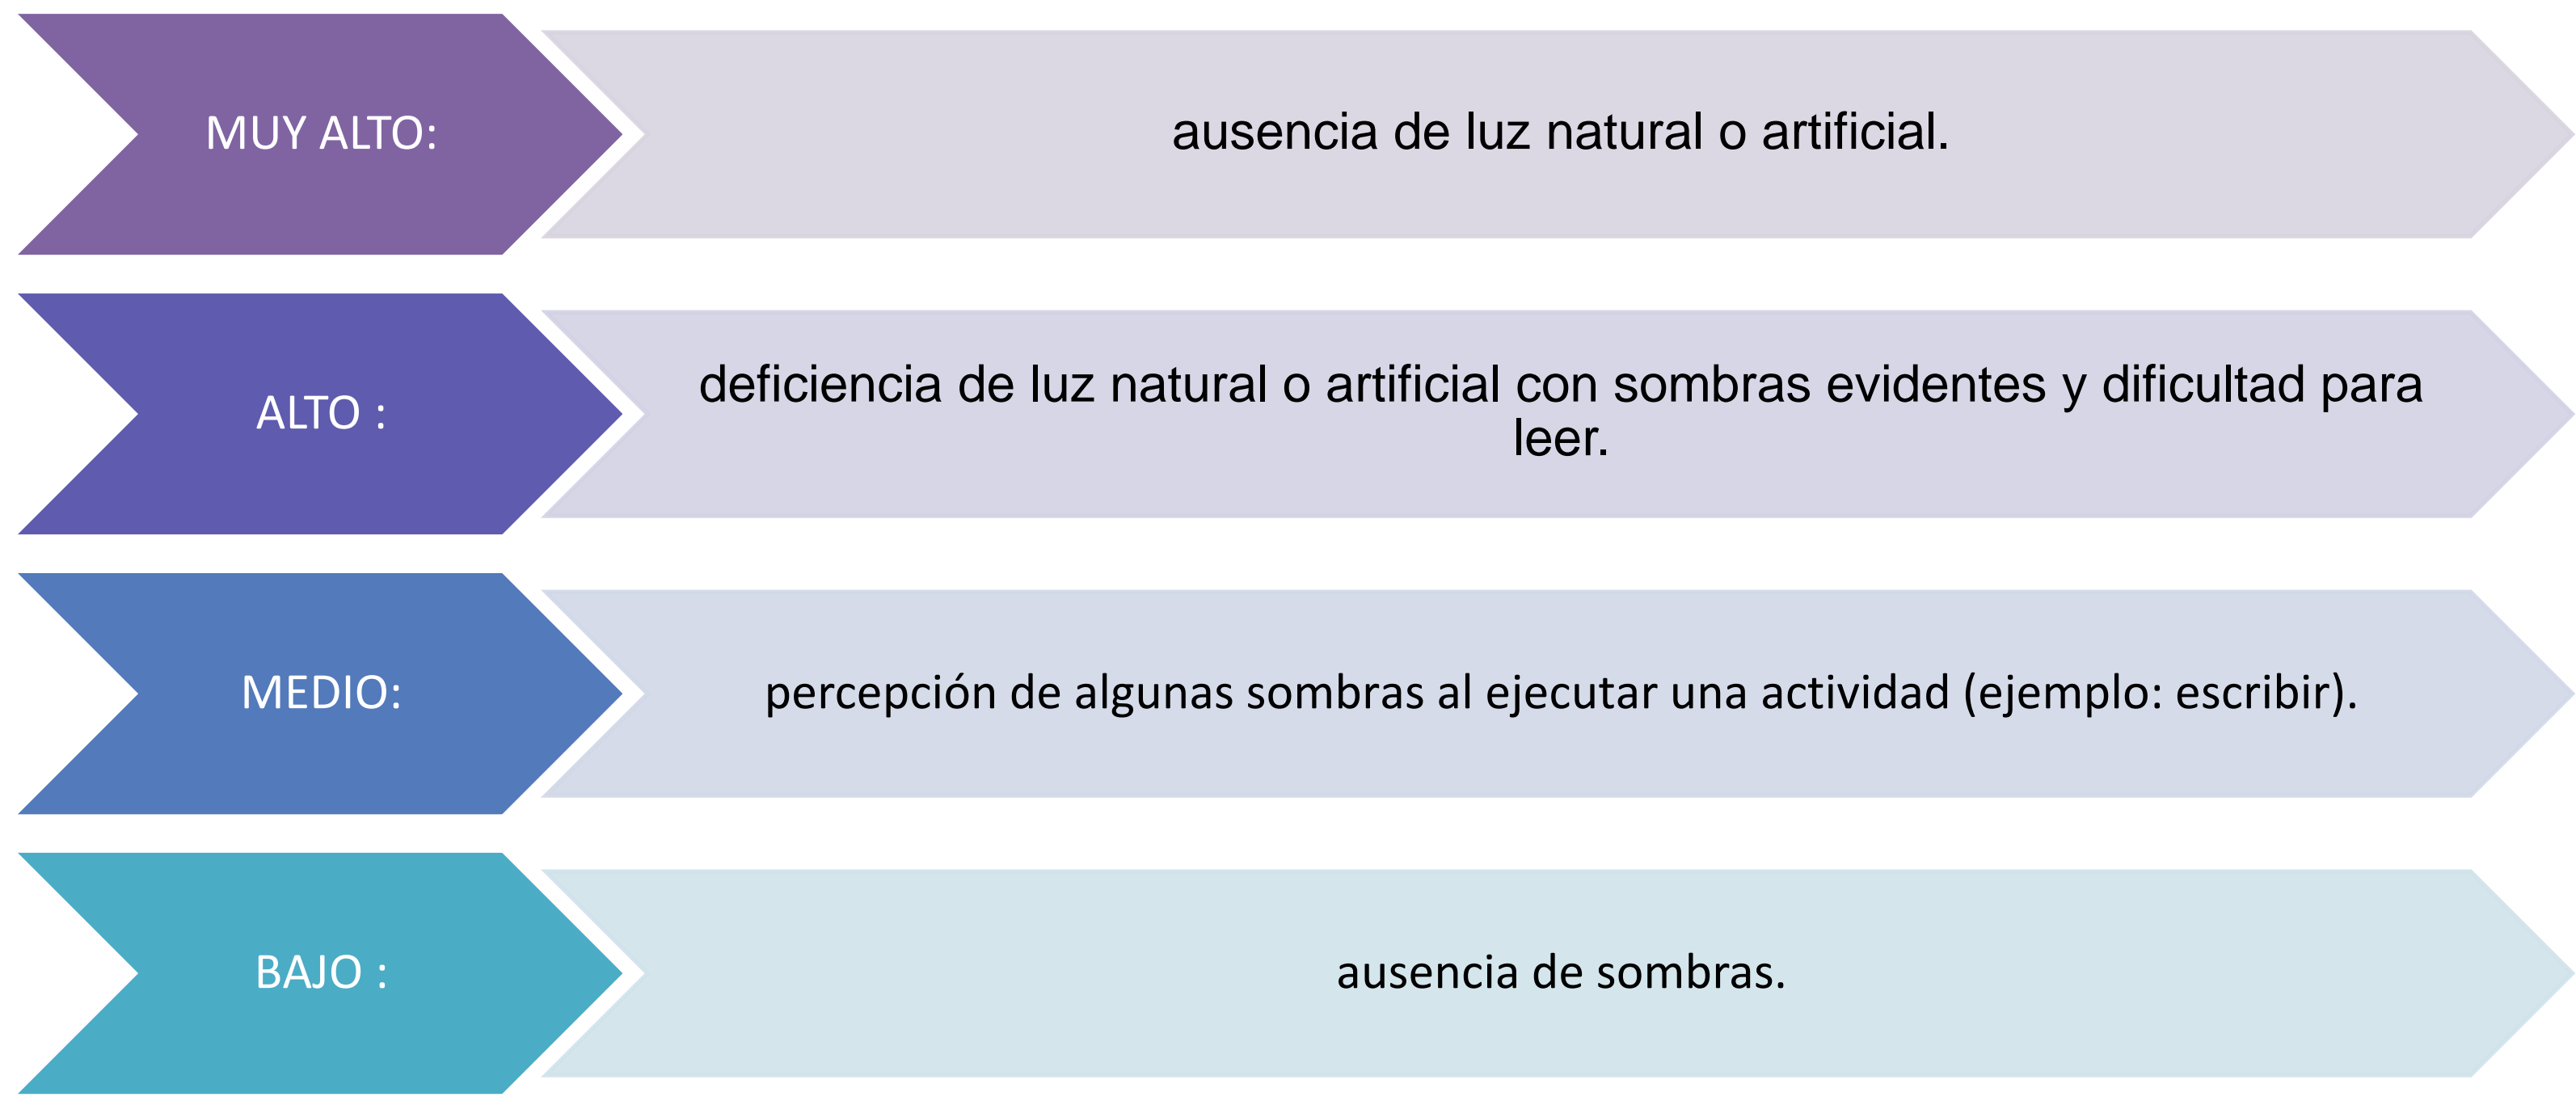 MUY ALTO:
ausencia de luz natural o artificial.
ALTO :
deficiencia de luz natural o artificial con sombras evidentes y dificultad para
leer.
MEDIO:
percepción de algunas sombras al ejecutar una actividad (ejemplo: escribir).
BAJO :
ausencia de sombras.